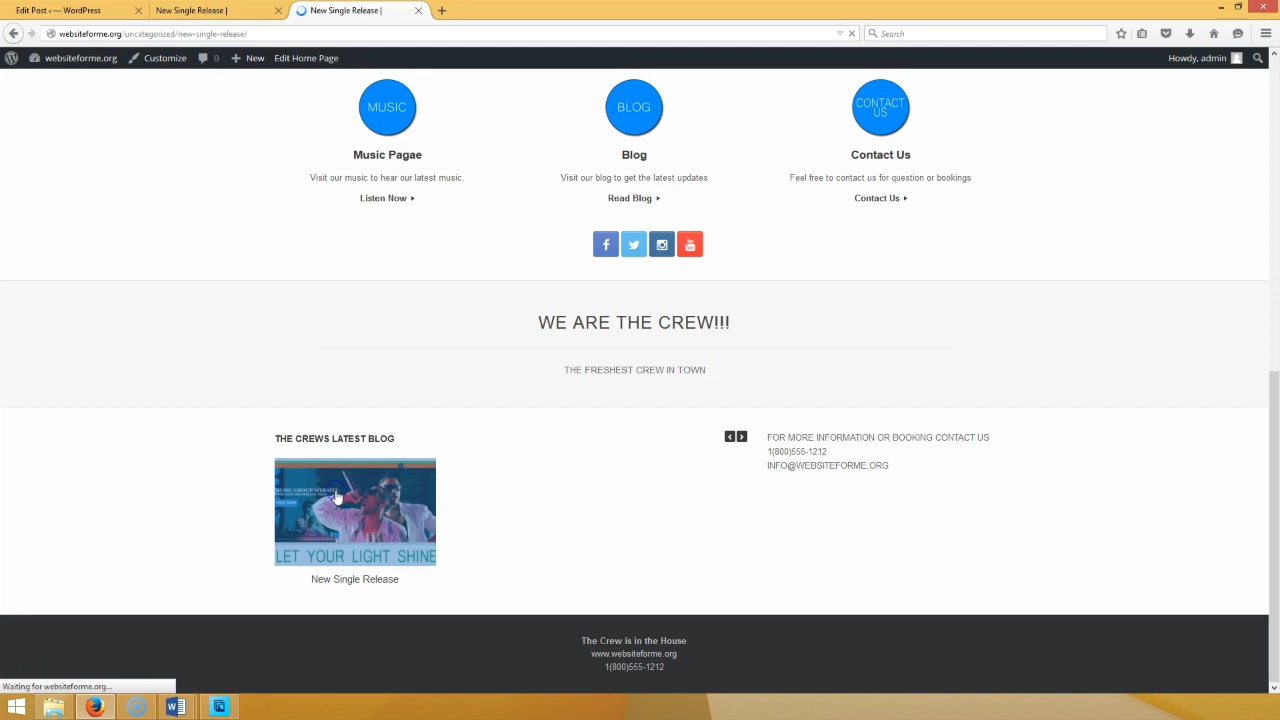 Edit Post ‹ — WordPress
New Single Release |
New Single Release |
websiteforme.org/uncategorized/new-single-release/
Search
websiteforme.org
Customize
0
New
Edit Home Page
Howdy, admin
MUSIC
BLOG
CONTACT
US
Music Pagae
Blog
Contact Us
Visit our music to hear our latest music.
Visit our blog to get the latest updates
Feel free to contact us for question or bookings
Listen Now
Read Blog
Contact Us
You
WE ARE THE CREW!!!
THE FRESHEST CREW IN TOWN
THE CREWS LATEST BLOG
FOR MORE INFORMATION OR BOOKING CONTACT US
1(800)555-1212
INFO@WEBSITEFORME.ORG
MUSIC GROUP WEBSITE
LET YOUR LIGHT SHINE
New Single Release
The Crew is in the House
www.websiteforme.org
1(800)555-1212
Waiting for websiteforme.org...